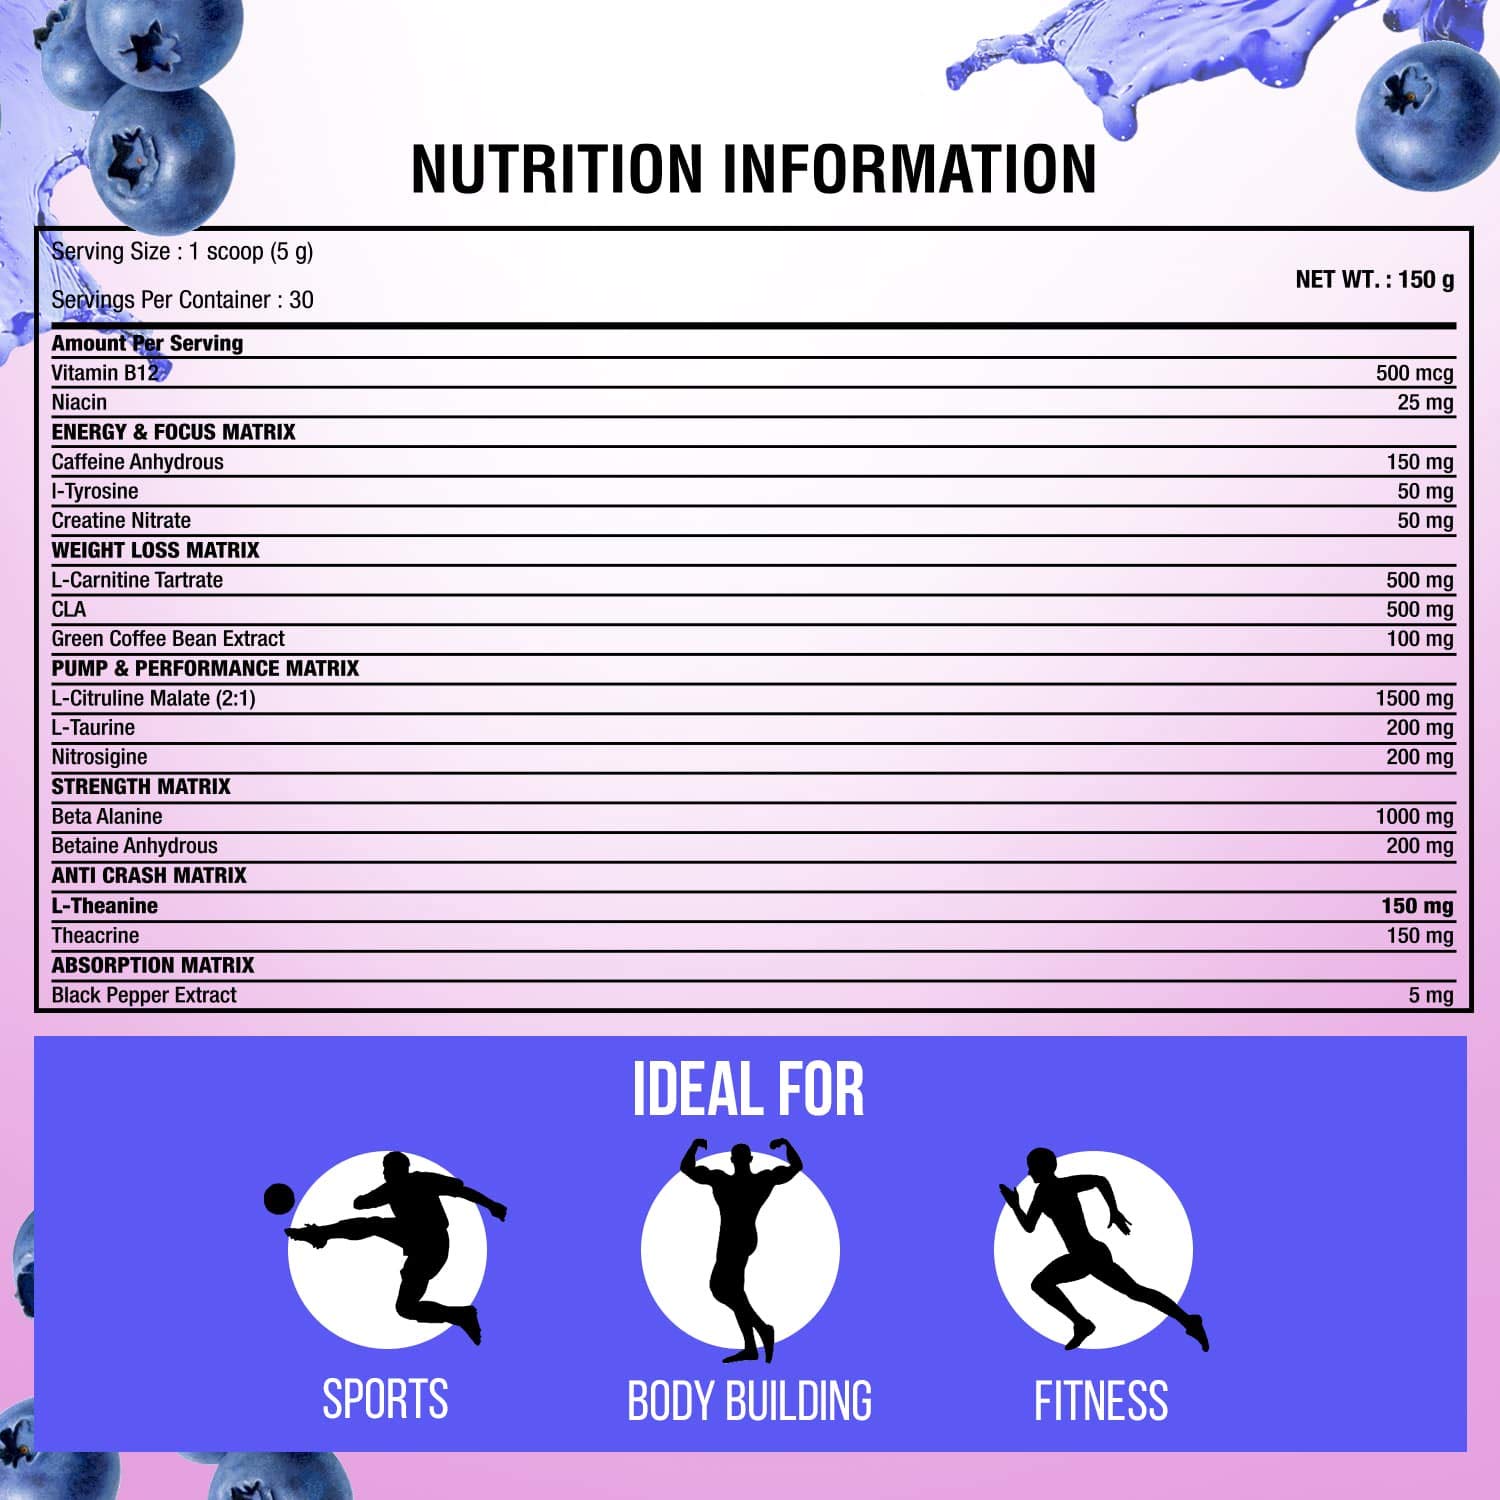 NUTRITION INFORMATION
Serving Size : 1 scoop (5 g)
NET WT. : 150 g
Servings Per Container : 30
Amount Per Serving
Vitamin B12 500 mcg
Niacin 25 mg
ENERGY & FOCUS MATRIX
Caffeine Anhydrous 150 mg
l-Tyrosine 50 mg
Creatine Nitrate 50 mg
WEIGHT LOSS MATRIX
L-Carnitine Tartrate 500 mg
CLA 500 mg
Green Coffee Bean Extract 100 mg
PUMP & PERFORMANCE MATRIX
L-Citruline Malate (2:1) 1500 mg
L-Taurine 200 mg
Nitrosigine 200 mg
STRENGTH MATRIX
Beta Alanine 1000 mg
Betaine Anhydrous 200 mg
ANTI CRASH MATRIX
L-Theanine 150 mg
Theacrine 150 mg
ABSORPTION MATRIX
Black Pepper Extract 5 mg
IDEAL FOR
SPORTS BODY BUILDING FITNESS